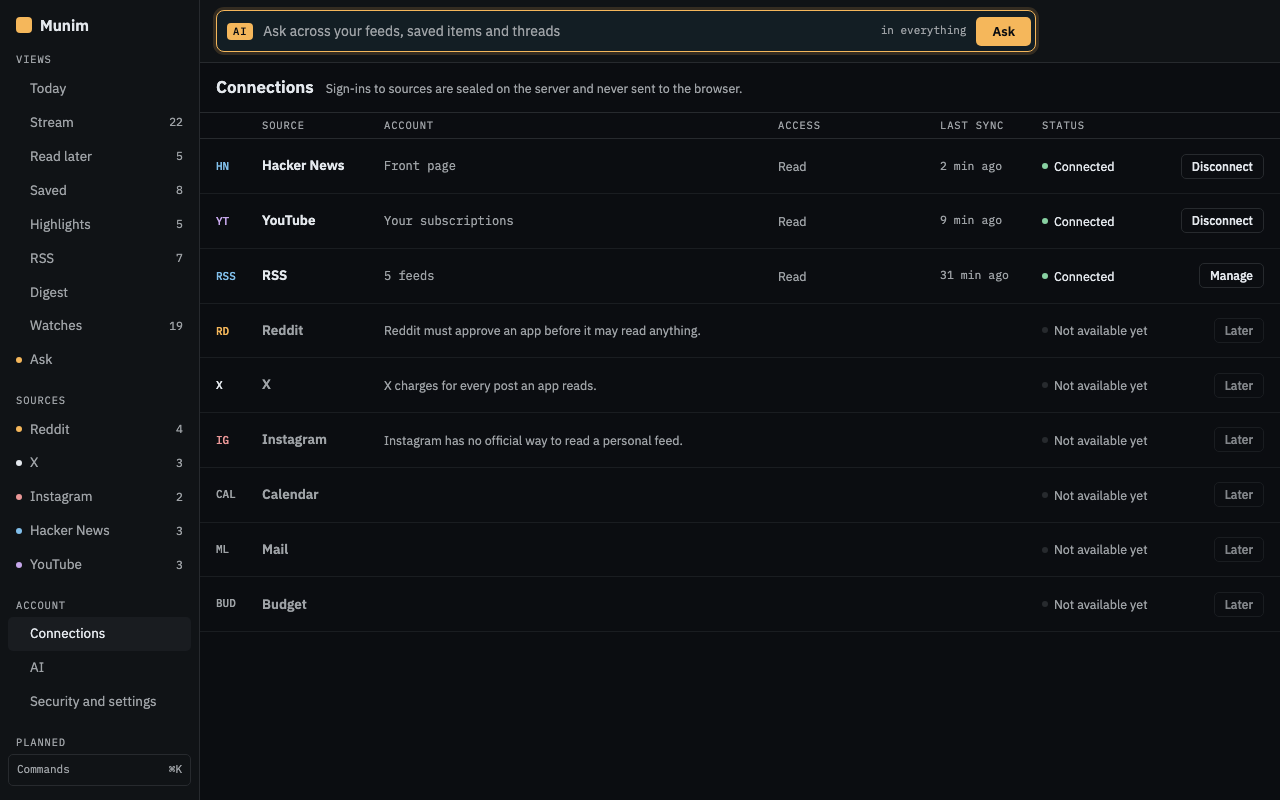 Munim
VIEWS
Today
Stream 22
Read later 5
Saved 8
Highlights 5
RSS 7
Digest
Watches 19
Ask
SOURCES
Reddit 4
X 3
Instagram 2
Hacker News 3
YouTube 3
ACCOUNT
Connections
AI
Security and settings
PLANNED
Commands ⌘K
AI Ask across your feeds, saved items and threads in everything Ask
Connections Sign-ins to sources are sealed on the server and never sent to the browser.
SOURCE ACCOUNT ACCESS LAST SYNC STATUS
HN Hacker News Front page Read 2 min ago Connected Disconnect
YT YouTube Your subscriptions Read 9 min ago Connected Disconnect
RSS RSS 5 feeds Read 31 min ago Connected Manage
RD Reddit Reddit must approve an app before it may read anything. Not available yet Later
X X X charges for every post an app reads. Not available yet Later
IG Instagram Instagram has no official way to read a personal feed. Not available yet Later
CAL Calendar Not available yet Later
ML Mail Not available yet Later
BUD Budget Not available yet Later